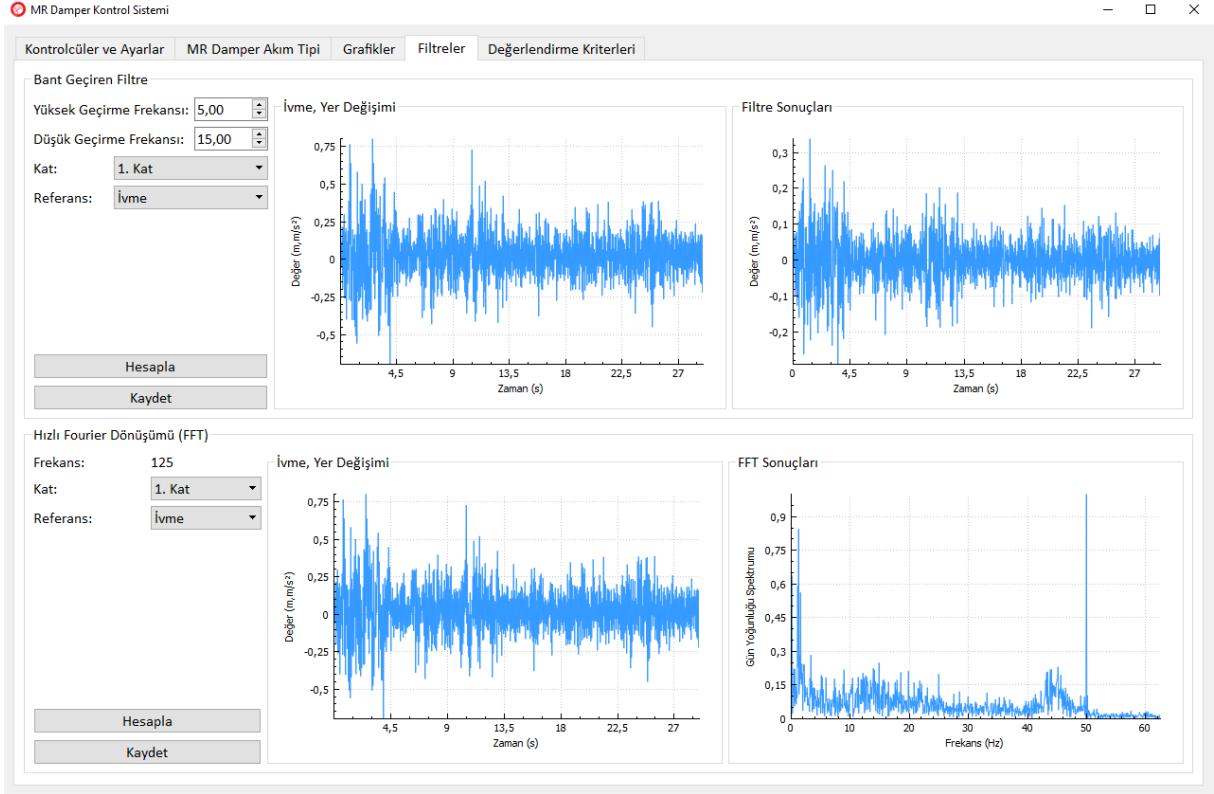 MR Damper Kontrol Sistemi
Kontrolcüler ve Ayarlar
MR Damper Akım Tipi
Grafikler
Filtreler
Değerlendirme Kriterleri
Bant Geçiren Filtre
Yüksek Geçirme Frekansı: 5,00
Düşük Geçirme Frekansı: 15,00
Kat: 1. Kat
Referans: İvme
Hesapla
Kaydet
İvme, Yer Değişimi
Değer (m,m/s²)
0,75
0,5
0,25
0
-0,25
-0,5
4,5 9 13,5 18 22,5 27
Zaman (s)
Filtre Sonuçları
Değer (m,m/s²)
0,3
0,2
0,1
0
-0,1
-0,2
0 4,5 9 13,5 18 22,5 27
Zaman (s)
Hızlı Fourier Dönüşümü (FFT)
Frekans: 125
Kat: 1. Kat
Referans: İvme
Hesapla
Kaydet
İvme, Yer Değişimi
Değer (m,m/s²)
0,75
0,5
0,25
0
-0,25
-0,5
4,5 9 13,5 18 22,5 27
Zaman (s)
FFT Sonuçları
Gün Yoğunluğu Spektrumu
0,9
0,75
0,6
0,45
0,3
0,15
0
0 10 20 30 40 50 60
Frekans (Hz)